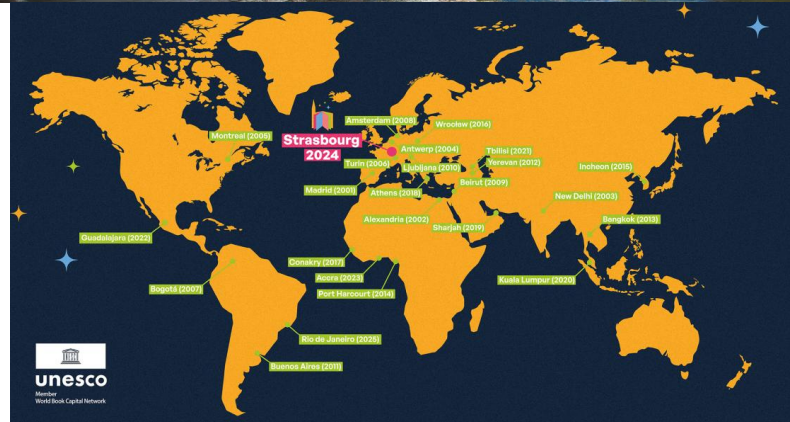 Amsterdam (2008)
Wrocław (2016)
Montreal (2005)
Strasbourg
2024
Antwerp (2004)
Tbilisi (2021)
Yerevan (2012)
Turin (2006)
Ljubljana (2010)
Incheon (2015)
Madrid (2001)
Athens (2018)
Beirut (2009)
New Delhi (2003)
Alexandria (2002)
Sharjah (2019)
Bangkok (2013)
Guadalajara (2022)
Conakry (2017)
Accra (2023)
Kuala Lumpur (2020)
Bogotá (2007)
Port Harcourt (2014)
Rio de Janeiro (2025)
Buenos Aires (2011)
unesco
Member
World Book Capital Network